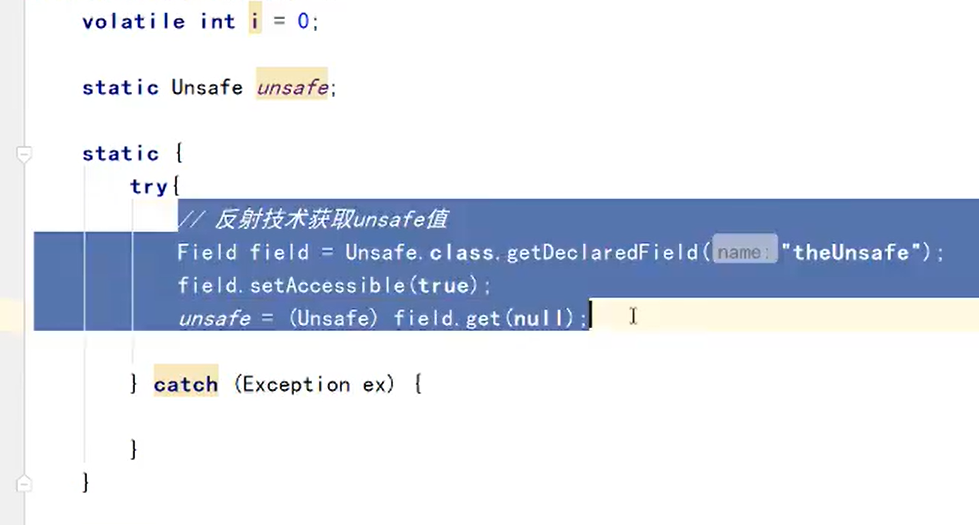 volatile int i = 0;
static Unsafe unsafe;
static {
try{
// 反射技术获取unsafe值
Field field = Unsafe.class.getDeclaredField( name: "theUnsafe");
field.setAccessible(true);
unsafe = (Unsafe) field.get(null);
} catch (Exception ex) {
}
}